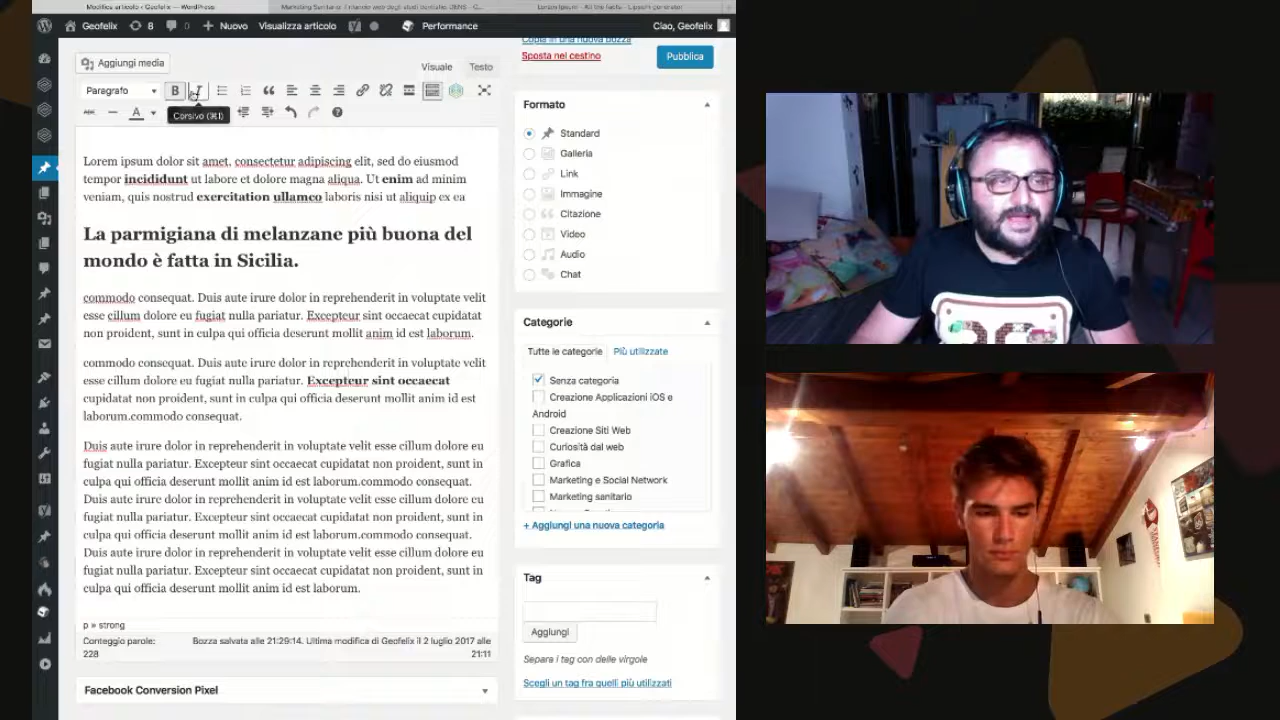 Modifica articolo ‹ Geofelix — WordPress
Geofelix 8 0 Nuovo Visualizza articolo Performance Ciao, Geofelix
Copia in una nuova bozza
Sposta nel cestino
Pubblica
Aggiungi media
Visuale Testo
Paragrafo
Corsivo (⌘I)
Lorem ipsum dolor sit amet, consectetur adipiscing elit, sed do eiusmod
tempor incididunt ut labore et dolore magna aliqua. Ut enim ad minim
veniam, quis nostrud exercitation ullamco laboris nisi ut aliquip ex ea
La parmigiana di melanzane più buona del
mondo è fatta in Sicilia.
commodo consequat. Duis aute irure dolor in reprehenderit in voluptate velit
esse cillum dolore eu fugiat nulla pariatur. Excepteur sint occaecat cupidatat
non proident, sunt in culpa qui officia deserunt mollit anim id est laborum.
commodo consequat. Duis aute irure dolor in reprehenderit in voluptate velit
esse cillum dolore eu fugiat nulla pariatur. Excepteur sint occaecat
cupidatat non proident, sunt in culpa qui officia deserunt mollit anim id est
laborum.commodo consequat.
Duis aute irure dolor in reprehenderit in voluptate velit esse cillum dolore eu
fugiat nulla pariatur. Excepteur sint occaecat cupidatat non proident, sunt in
culpa qui officia deserunt mollit anim id est laborum.commodo consequat.
Duis aute irure dolor in reprehenderit in voluptate velit esse cillum dolore eu
fugiat nulla pariatur. Excepteur sint occaecat cupidatat non proident, sunt in
culpa qui officia deserunt mollit anim id est laborum.commodo consequat.
Duis aute irure dolor in reprehenderit in voluptate velit esse cillum dolore eu
fugiat nulla pariatur. Excepteur sint occaecat cupidatat non proident, sunt in
culpa qui officia deserunt mollit anim id est laborum.
p » strong
Conteggio parole:
228
Bozza salvata alle 21:29:14. Ultima modifica di Geofelix il 2 luglio 2017 alle
21:11
Facebook Conversion Pixel
Formato
Standard
Galleria
Link
Immagine
Citazione
Video
Audio
Chat
Categorie
Tutte le categorie Più utilizzate
Senza categoria
Creazione Applicazioni iOS e
Android
Creazione Siti Web
Curiosità dal web
Grafica
Marketing e Social Network
Marketing sanitario
+ Aggiungi una nuova categoria
Tag
Aggiungi
Separa i tag con delle virgole
Scegli un tag fra quelli più utilizzati